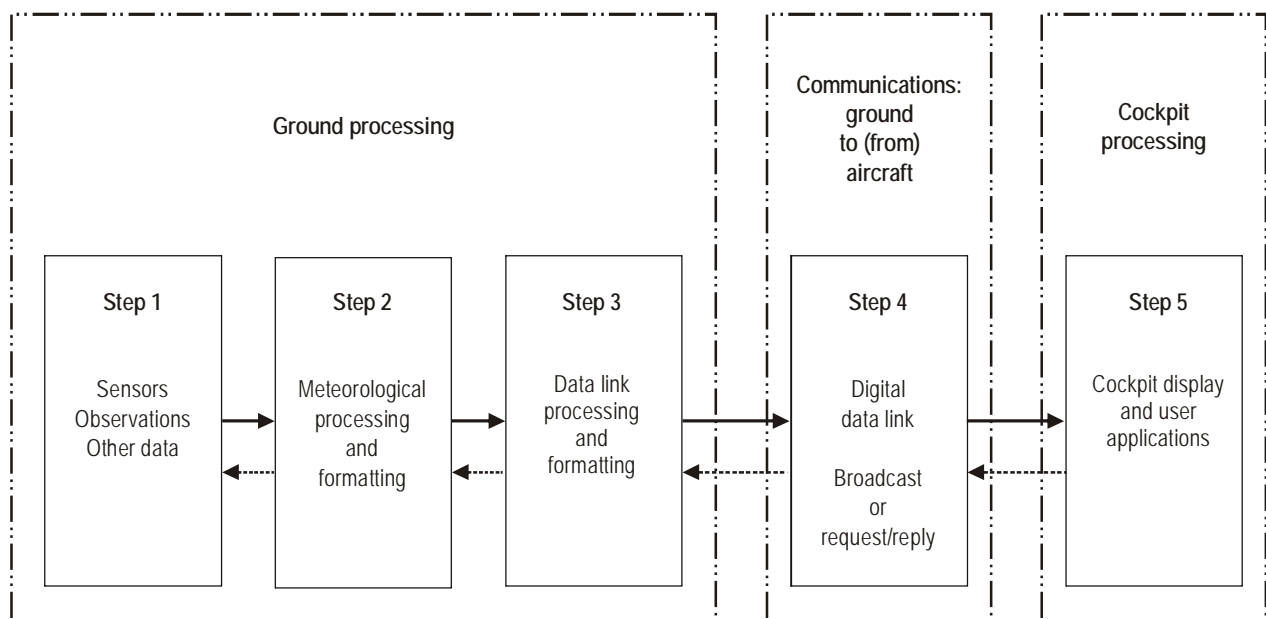 Ground processing
Communications:
ground
to (from)
aircraft
Cockpit
processing
Step 1
Sensors
Observations
Other data
Step 2
Meteorological
processing
and
formatting
Step 3
Data link
processing
and
formatting
Step 4
Digital
data link
Broadcast
or
request/reply
Step 5
Cockpit display
and user
applications